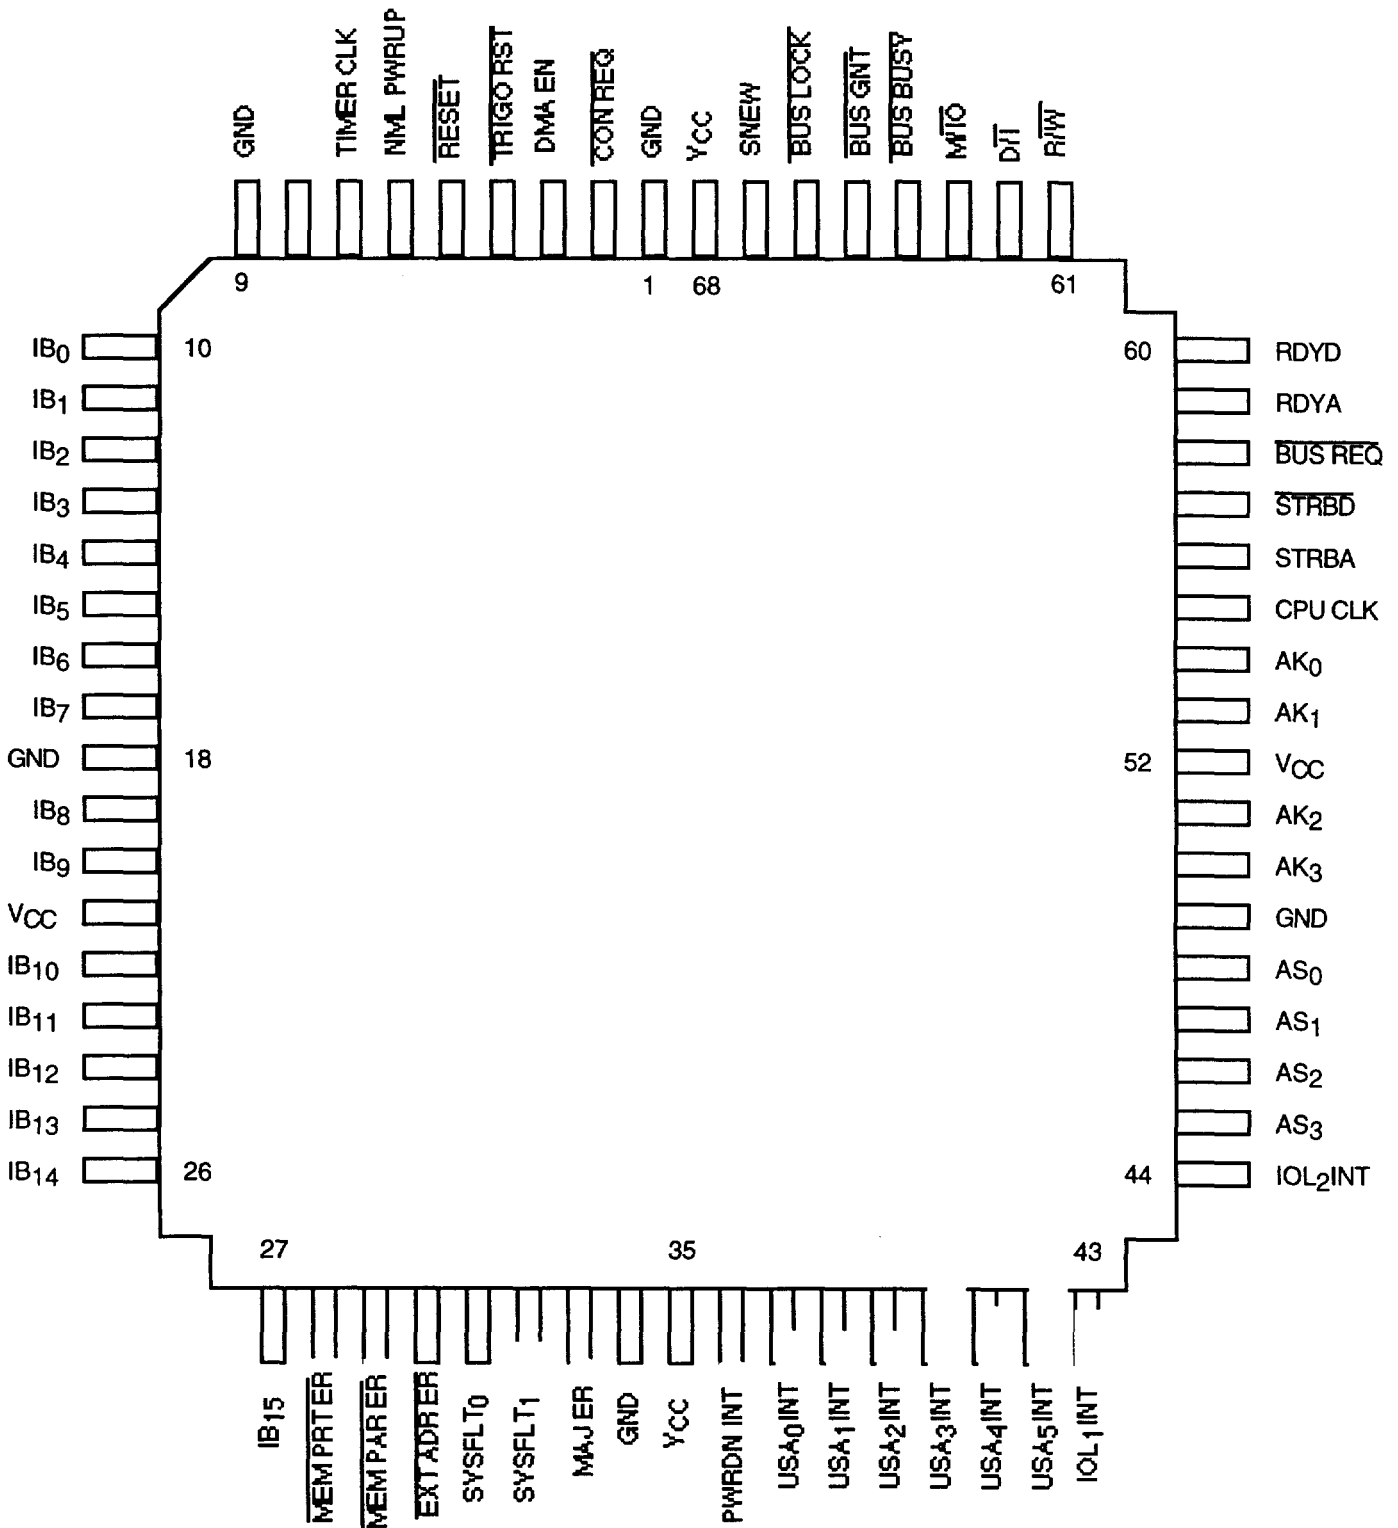 GND
TIMER CLK
NML PWRUP
RESET
TRIGO RST
DMA EN
CON REQ
GND
VCC
SNEW
BUS LOCK
BUS GNT
BUS BUSY
M/IO
D/I
R/W
9
1
68
61
IB0
IB1
IB2
IB3
IB4
IB5
IB6
IB7
GND
IB8
IB9
VCC
IB10
IB11
IB12
IB13
IB14
10
18
26
60
52
44
RDYD
RDYA
BUS REQ
STRBD
STRBA
CPU CLK
AK0
AK1
VCC
AK2
AK3
GND
AS0
AS1
AS2
AS3
IOL2INT
27
35
43
IB15
MEM PRT ER
MEM PAR ER
EXT ADR ER
SYSFLT0
SYSFLT1
MAJ ER
GND
VCC
PWRDN INT
USA0INT
USA1INT
USA2INT
USA3INT
USA4INT
USA5INT
IOL1INT